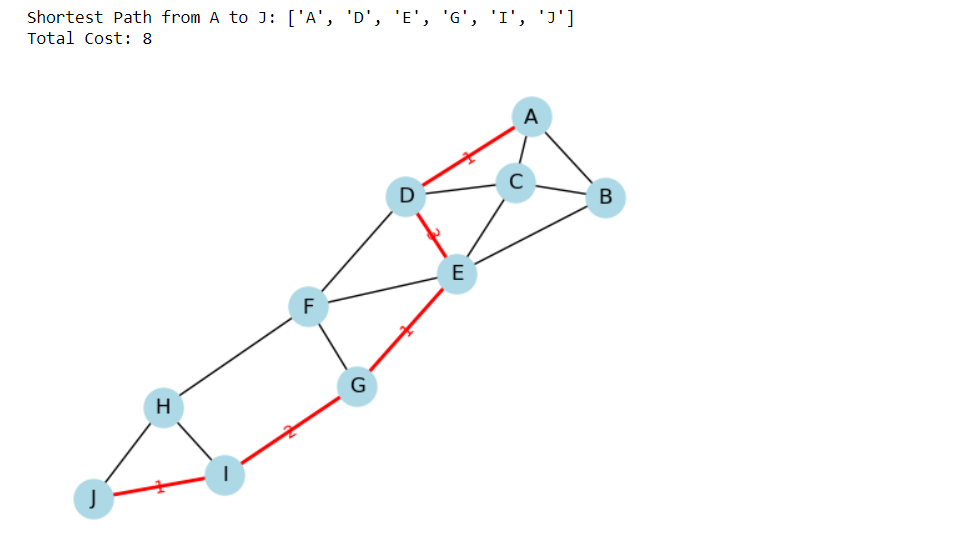 Shortest Path from A to J: ['A', 'D', 'E', 'G', 'I', 'J']
Total Cost: 8
A
1
C
D
B
3
E
F
1
G
H
2
I
1
J